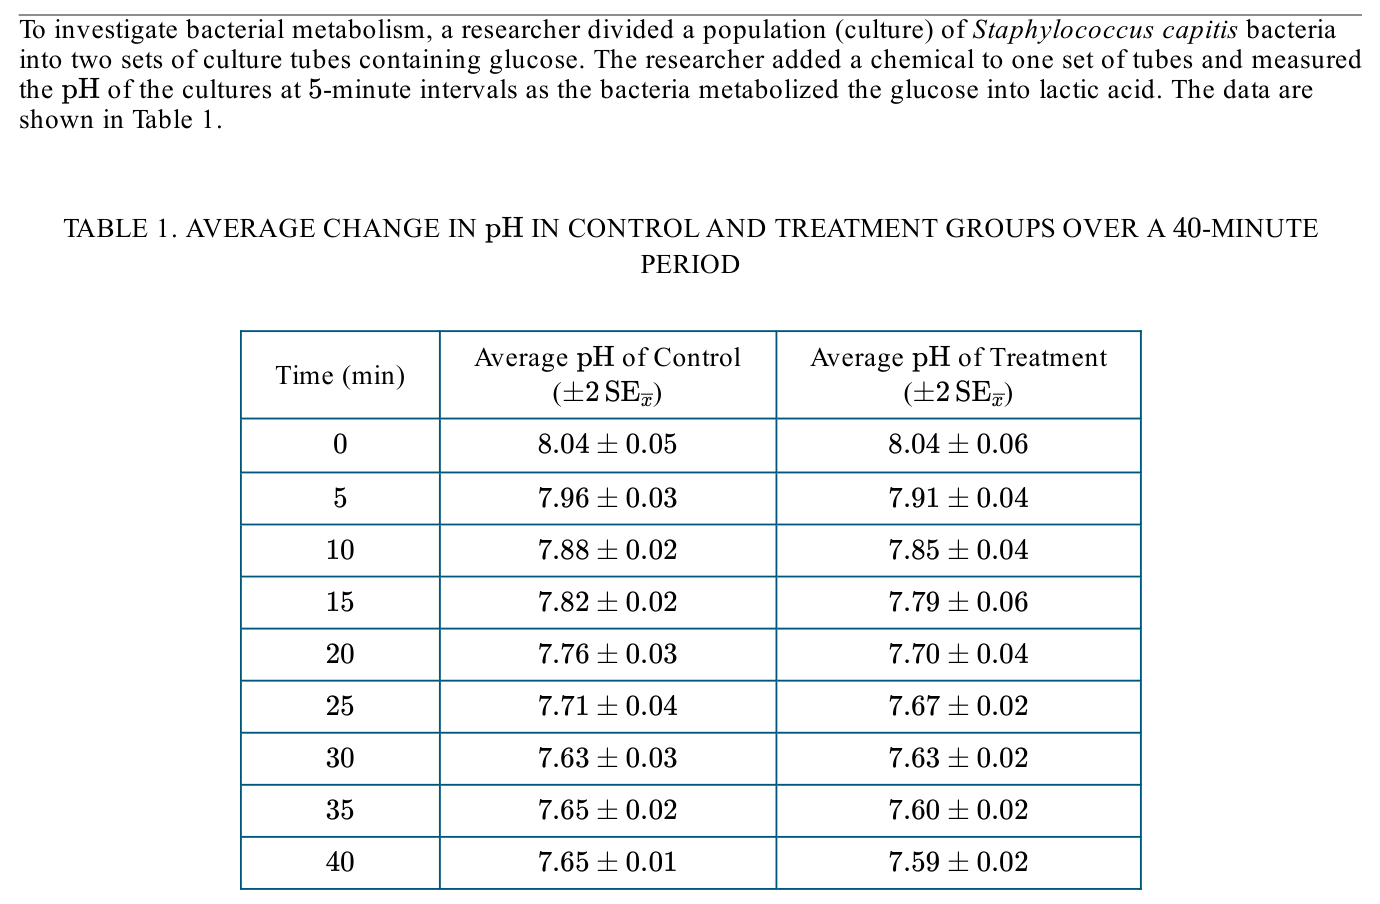 To investigate bacterial metabolism, a researcher divided a population (culture) of Staphylococcus capitis bacteria
into two sets of culture tubes containing glucose. The researcher added a chemical to one set of tubes and measured
the pH of the cultures at 5-minute intervals as the bacteria metabolized the glucose into lactic acid. The data are
shown in Table 1.
TABLE 1. AVERAGE CHANGE IN pH IN CONTROL AND TREATMENT GROUPS OVER A 40-MINUTE
PERIOD
Time (min) Average pH of Control (±2 SE_x̅) Average pH of Treatment (±2 SE_x̅)
0 8.04 ± 0.05 8.04 ± 0.06
5 7.96 ± 0.03 7.91 ± 0.04
10 7.88 ± 0.02 7.85 ± 0.04
15 7.82 ± 0.02 7.79 ± 0.06
20 7.76 ± 0.03 7.70 ± 0.04
25 7.71 ± 0.04 7.67 ± 0.02
30 7.63 ± 0.03 7.63 ± 0.02
35 7.65 ± 0.02 7.60 ± 0.02
40 7.65 ± 0.01 7.59 ± 0.02